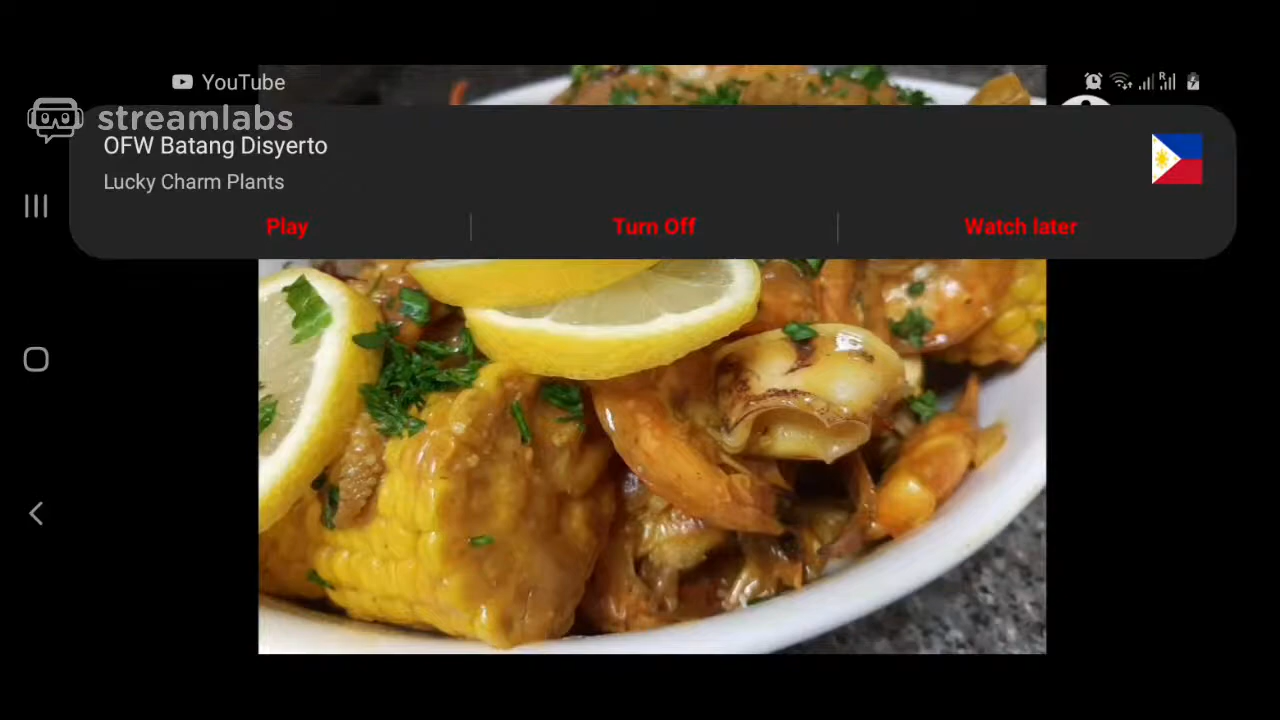 YouTube
streamlabs
OFW Batang Disyerto
Lucky Charm Plants
Play
Turn Off
Watch later